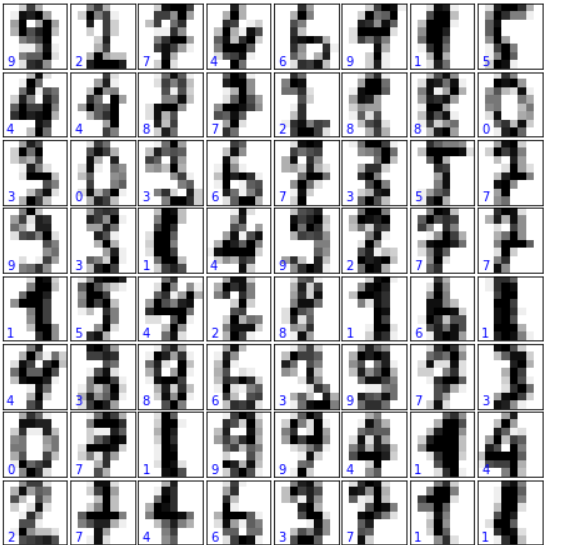 9 2 7 4 6 9 1 5
4 4 8 7 2 8 8 0
3 0 3 6 7 3 5 7
9 3 1 4 9 2 7 7
1 5 4 2 8 1 6 1
4 3 8 6 3 9 7 3
0 7 1 9 9 4 1 4
2 7 4 6 3 7 1 1